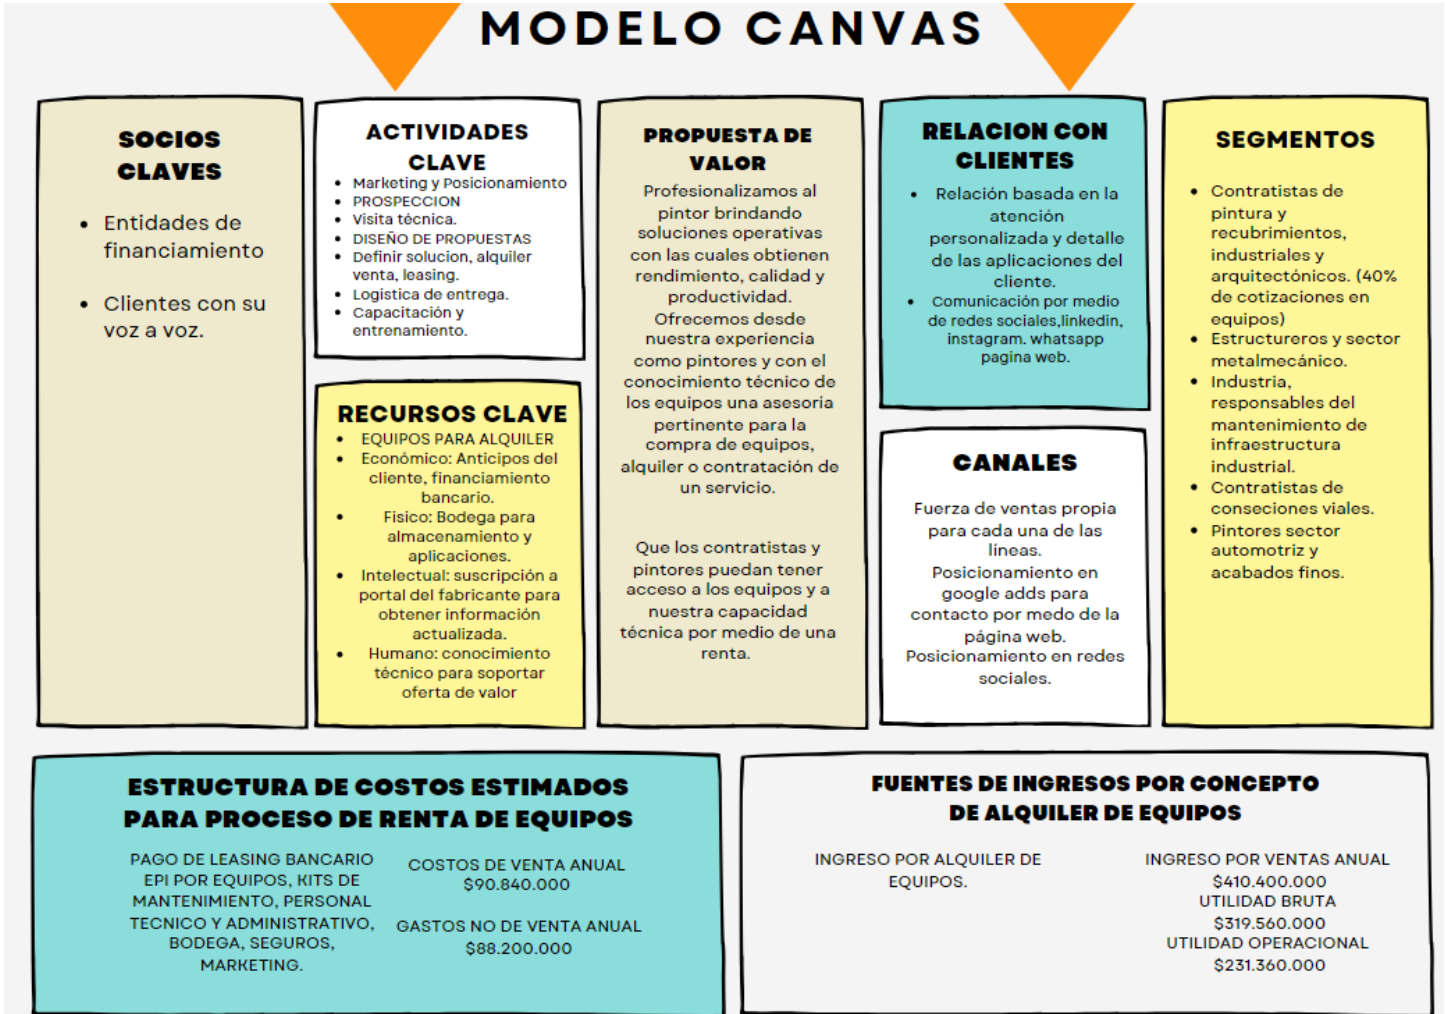 MODELO CANVAS
SOCIOS
CLAVES
• Entidades de
financiamiento
• Clientes con su
voz a voz.
ACTIVIDADES
CLAVE
• Marketing y Posicionamiento
• PROSPECCION
• Visita técnica.
• DISEÑO DE PROPUESTAS
• Definir solucion, alquiler
venta, leasing.
• Logistica de entrega.
• Capacitación y
entrenamiento.
RECURSOS CLAVE
• EQUIPOS PARA ALQUILER
• Económico: Anticipos del
cliente, financiamiento
bancario.
• Fisico: Bodega para
almacenamiento y
aplicaciones.
• Intelectual: suscripción a
portal del fabricante para
obtener información
actualizada.
• Humano: conocimiento
técnico para soportar
oferta de valor
PROPUESTA DE
VALOR
Profesionalizamos al
pintor brindando
soluciones operativas
con las cuales obtienen
rendimiento, calidad y
productividad.
Ofrecemos desde
nuestra experiencia
como pintores y con el
conocimiento técnico de
los equipos una asesoria
pertinente para la
compra de equipos,
alquiler o contratación de
un servicio.
Que los contratistas y
pintores puedan tener
acceso a los equipos y a
nuestra capacidad
técnica por medio de una
renta.
RELACION CON
CLIENTES
• Relación basada en la
atención
personalizada y detalle
de las aplicaciones del
cliente.
• Comunicación por medio
de redes sociales,linkedin,
instagram. whatsapp
pagina web.
CANALES
Fuerza de ventas propia
para cada una de las
líneas.
Posicionamiento en
google adds para
contacto por medo de la
página web.
Posicionamiento en redes
sociales.
SEGMENTOS
• Contratistas de
pintura y
recubrimientos,
industriales y
arquitectónicos. (40%
de cotizaciones en
equipos)
• Estructureros y sector
metalmecánico.
• Industria,
responsables del
mantenimiento de
infraestructura
industrial.
• Contratistas de
conseciones viales.
• Pintores sector
automotriz y
acabados finos.
ESTRUCTURA DE COSTOS ESTIMADOS
PARA PROCESO DE RENTA DE EQUIPOS
PAGO DE LEASING BANCARIO
EPI POR EQUIPOS, KITS DE
MANTENIMIENTO, PERSONAL
TECNICO Y ADMINISTRATIVO,
BODEGA, SEGUROS,
MARKETING.
COSTOS DE VENTA ANUAL
$90.840.000
GASTOS NO DE VENTA ANUAL
$88.200.000
FUENTES DE INGRESOS POR CONCEPTO
DE ALQUILER DE EQUIPOS
INGRESO POR ALQUILER DE
EQUIPOS.
INGRESO POR VENTAS ANUAL
$410.400.000
UTILIDAD BRUTA
$319.560.000
UTILIDAD OPERACIONAL
$231.360.000